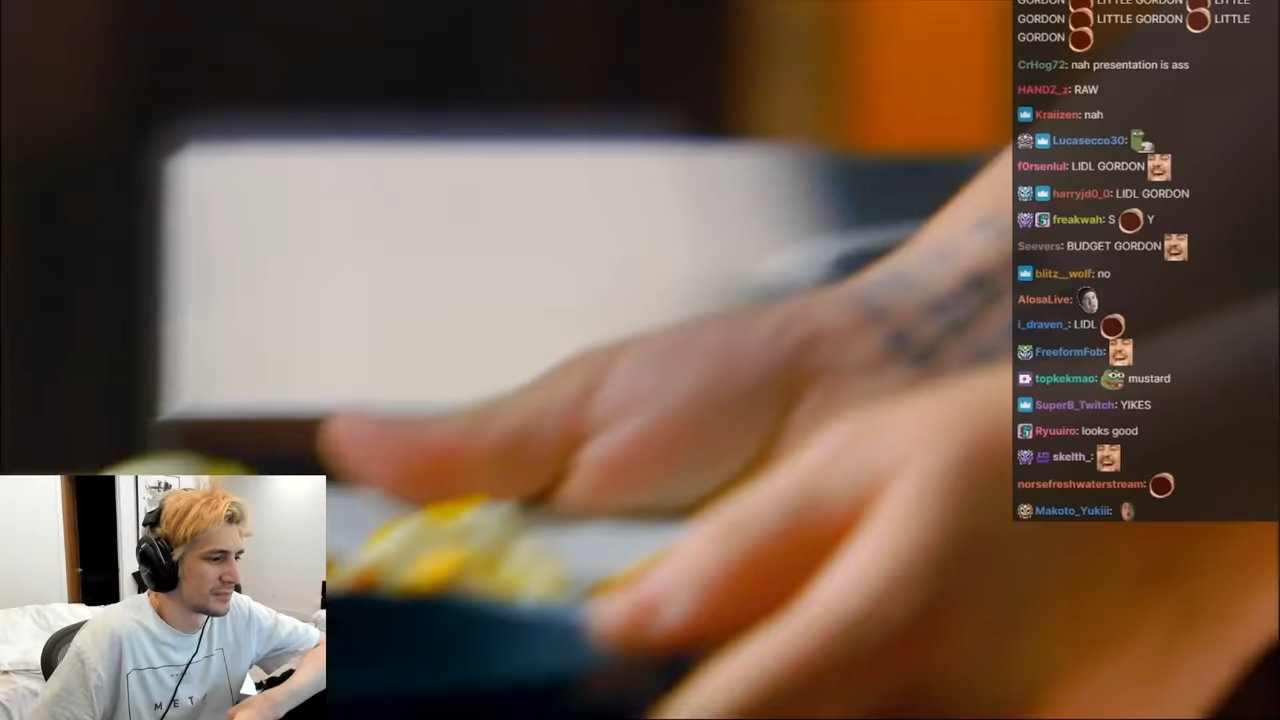 GORDON LITTLE GORDON LITTLE
GORDON LITTLE GORDON LITTLE
GORDON
CrHog72: nah presentation is ass
HANDZ_z: RAW
Kraiizen: nah
Lucasecco30:
f0rsenlul: LIDL GORDON
harryjd0_0: LIDL GORDON
freakwah: S Y
Seevers: BUDGET GORDON
blitz__wolf: no
AlosaLive:
i_draven_: LIDL
FreeformFob:
topkekmao: mustard
SuperB_Twitch: YIKES
Ryuuiro: looks good
skelth_:
norsefreshwaterstream:
Makoto_Yukiii:
MET